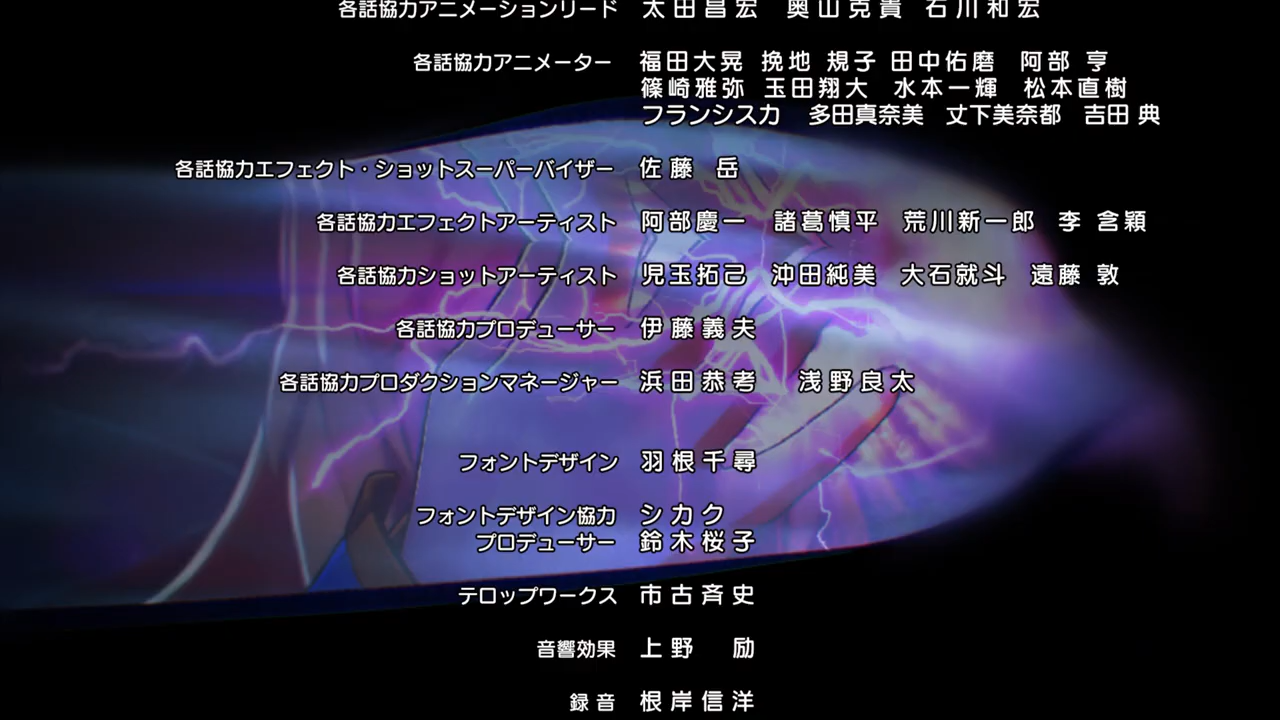 各話協力アニメーションリード 太田昌宏 奥山克貴 石川和宏
各話協力アニメーター 福田大晃 挽地 規子 田中佑磨 阿部 亨
篠崎雅弥 玉田翔大 水本一輝 松本直樹
フランシスカ 多田真奈美 丈下美奈都 吉田 典
各話協力エフェクト・ショットスーパーバイザー 佐藤 岳
各話協力エフェクトアーティスト 阿部慶一 諸葛慎平 荒川新一郎 李 含穎
各話協力ショットアーティスト 児玉拓己 沖田純美 大石就斗 遠藤 敦
各話協力プロデューサー 伊藤義夫
各話協力プロダクションマネージャー 浜田恭考 浅野良太
フォントデザイン 羽根千尋
フォントデザイン協力 シカク
プロデューサー 鈴木桜子
テロップワークス 市古斉史
音響効果 上野 励
録音 根岸信洋